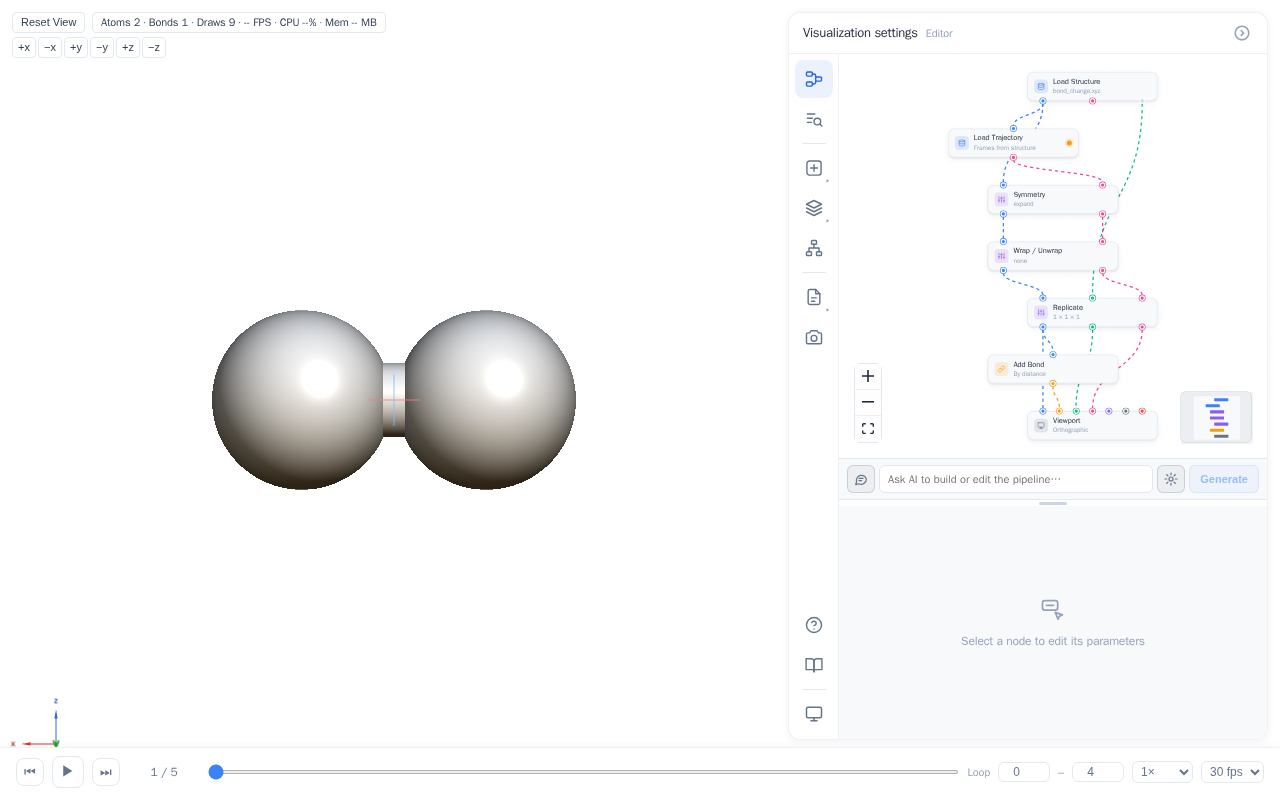 Reset View
Atoms 2 · Bonds 1 · Draws 9 · -- FPS · CPU --% · Mem -- MB
+x −x +y −y +z −z
Visualization settings Editor
Load Structure
bond_change.xyz
Load Trajectory
Frames from structure
Symmetry
expand
Wrap / Unwrap
none
Replicate
1 × 1 × 1
Add Bond
By distance
Viewport
Orthographic
Ask AI to build or edit the pipeline···
Generate
Select a node to edit its parameters
z
x
1 / 5
Loop 0 – 4 1× 30 fps